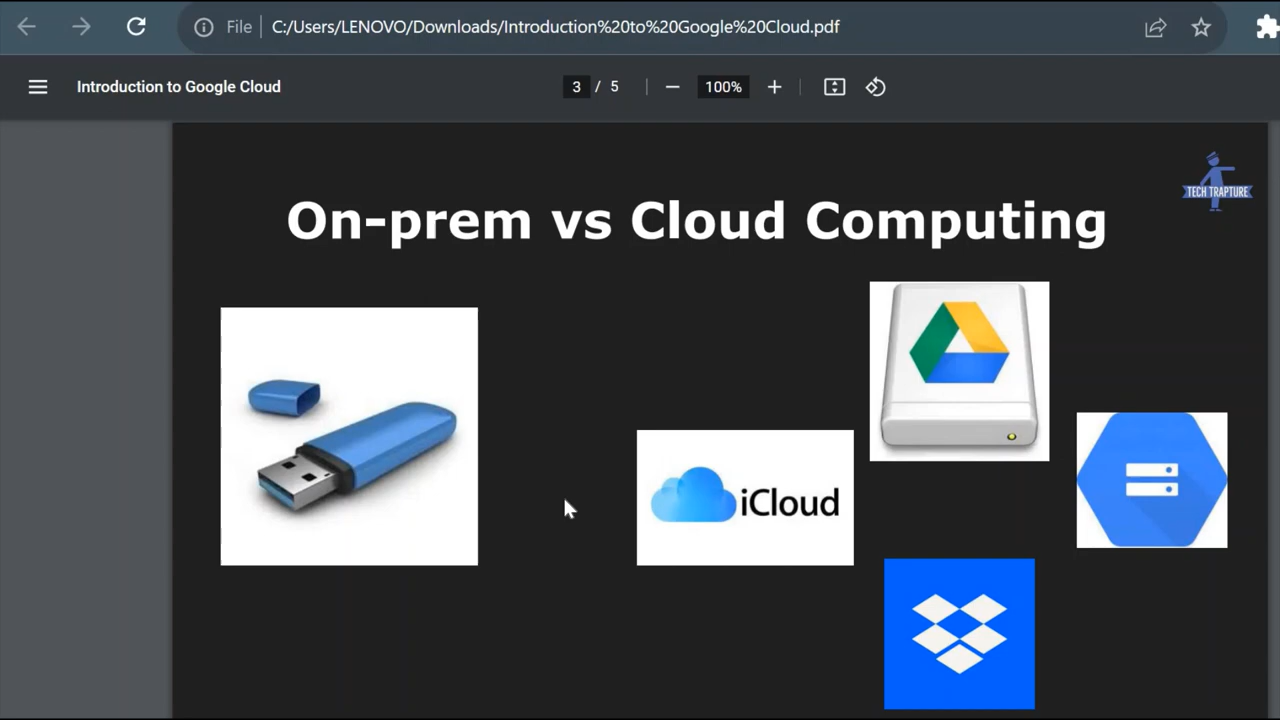 File
C:/Users/LENOVO/Downloads/Introduction%20to%20Google%20Cloud.pdf
Introduction to Google Cloud
3 / 5
100%
TECH TRAPTURE
On-prem vs Cloud Computing
iCloud